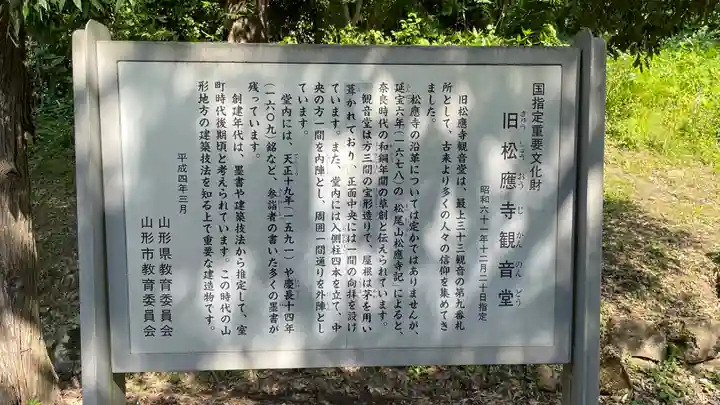 国指定重要文化財
旧松應寺観音堂
きゅうしょうおうじかんのんどう
昭和六十一年十二月二十日指定
旧松應寺観音堂は、最上三十三観音の第九番札
所として、古来より多くの人々の信仰を集めてき
ました。
松應寺の沿革については定かではありませんが、
延宝六年(一六七八)の「松尾山松應寺記」によると、
奈良時代の和銅年間の草創と伝えられています。
観音堂は方三間の宝形造りで、屋根は茅を用い
葺かれており、正面中央には一間の向拝を設け
ています。また、堂内には入側柱四本を立て、中
央の方一間を内陣とし、周囲一間通りを外陣とし
ています。
堂内には、天正十九年(一五九一)や慶長十四年
(一六〇九)銘など、参詣者の書いた多くの墨書が
残っています。
創建年代は、墨書や建築技法から推定して、室
町時代後期頃と考えられています。この時代の山
形地方の建築技法を知る上で重要な建造物です。
平成四年三月
山形県教育委員会
山形市教育委員会